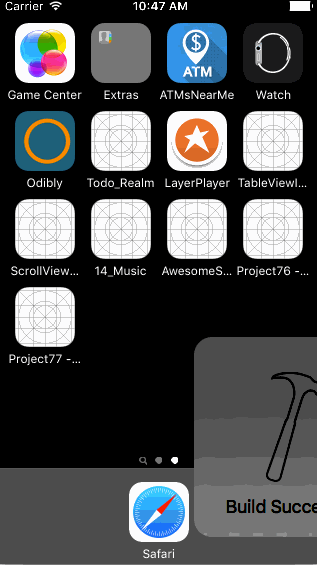 Carrier 10:47 AM
Game Center Extras ATMsNearMe Watch
$
ATM
Odibly Todo_Realm LayerPlayer TableViewI...
ScrollView... 14_Music AwesomeS... Project76 -...
Project77 -...
Build Succe
Safari